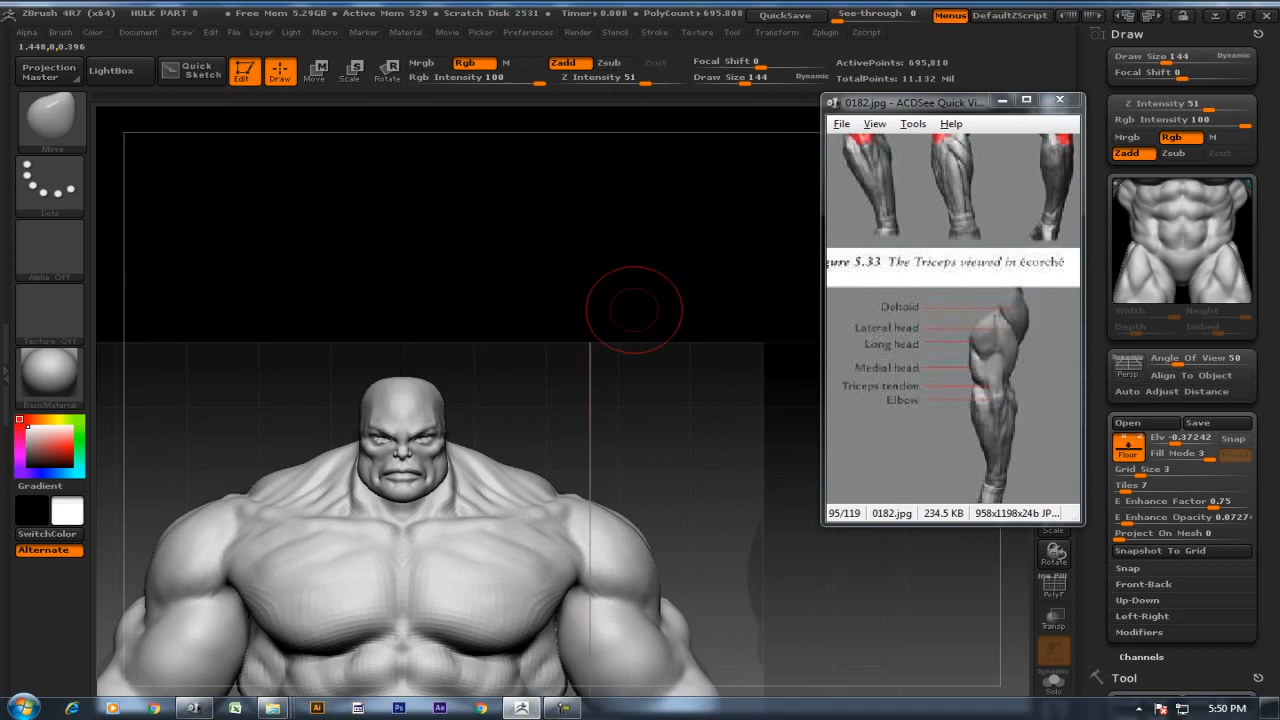 ZBrush 4R7 (x64)   HULK PART 8   • Free Mem 5.29GB • Active Mem 529 • Scratch Disk 2531 • Timer▸0.008 • PolyCount▸695.808
QuickSave
See-through 0
Menus
DefaultZScript
Alpha Brush Color Document Draw Edit File Layer Light Macro Marker Material Movie Picker Preferences Render Stencil Stroke Texture Tool Transform Zplugin Zscript
1.448,0,0.396
Projection Master
LightBox
Quick Sketch
Edit
Draw
Move
Scale
Rotate
Mrgb Rgb M
Rgb Intensity 100
Zadd Zsub Zcut
Z Intensity 51
Focal Shift 0
Draw Size 144
Dynamic
ActivePoints: 695,810
TotalPoints: 11.132 Mil
Move
Dots
Alpha Off
Texture Off
BasicMaterial
Gradient
SwitchColor
Alternate
0182.jpg - ACDSee Quick Vi...
File View Tools Help
gure 5.33 The Triceps viewed in écorché
Deltoid
Lateral head
Long head
Medial head
Triceps tendon
Elbow
95/119 0182.jpg 234.5 KB 958x1198x24b JP...
Scale
Rotate
PolyF
Transp
Solo
Draw
Draw Size 144
Dynamic
Focal Shift 0
Z Intensity 51
Rgb Intensity 100
Mrgb Rgb M
Zadd Zsub Zcut
Width Height
Depth Imbed
Dynamic
Persp
Angle Of View 50
Align To Object
Auto Adjust Distance
Open Save
Floor
Elv -0.37242 Snap
Fill Mode 3 Front
Grid Size 3
Tiles 7
E Enhance Factor 0.75
E Enhance Opacity 0.0727
Project On Mesh 0
Snapshot To Grid
Snap
Front-Back
Up-Down
Left-Right
Modifiers
Channels
Tool
Ai
Ps
Ae
5:50 PM